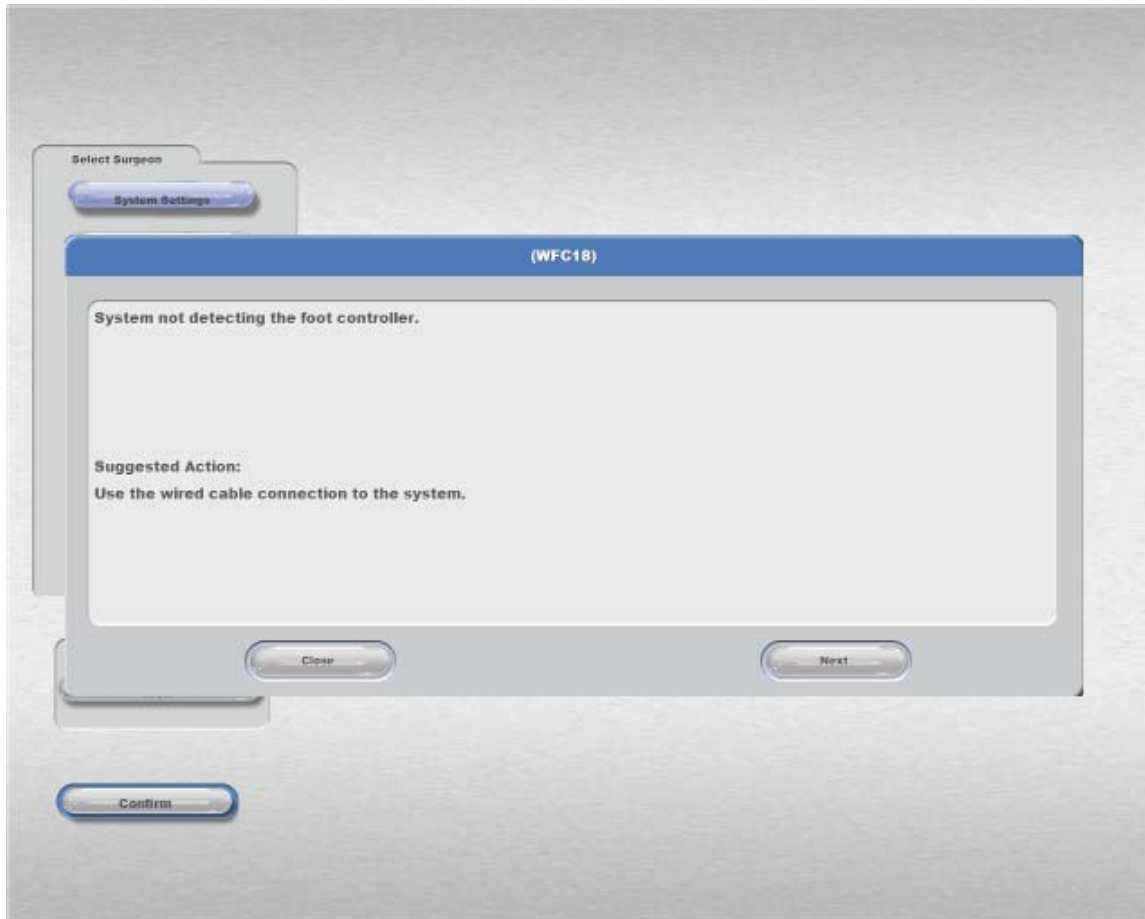 Select Surgeon
System Settings
(WFC18)
System not detecting the foot controller.
Suggested Action:
Use the wired cable connection to the system.
Close
Next
Confirm